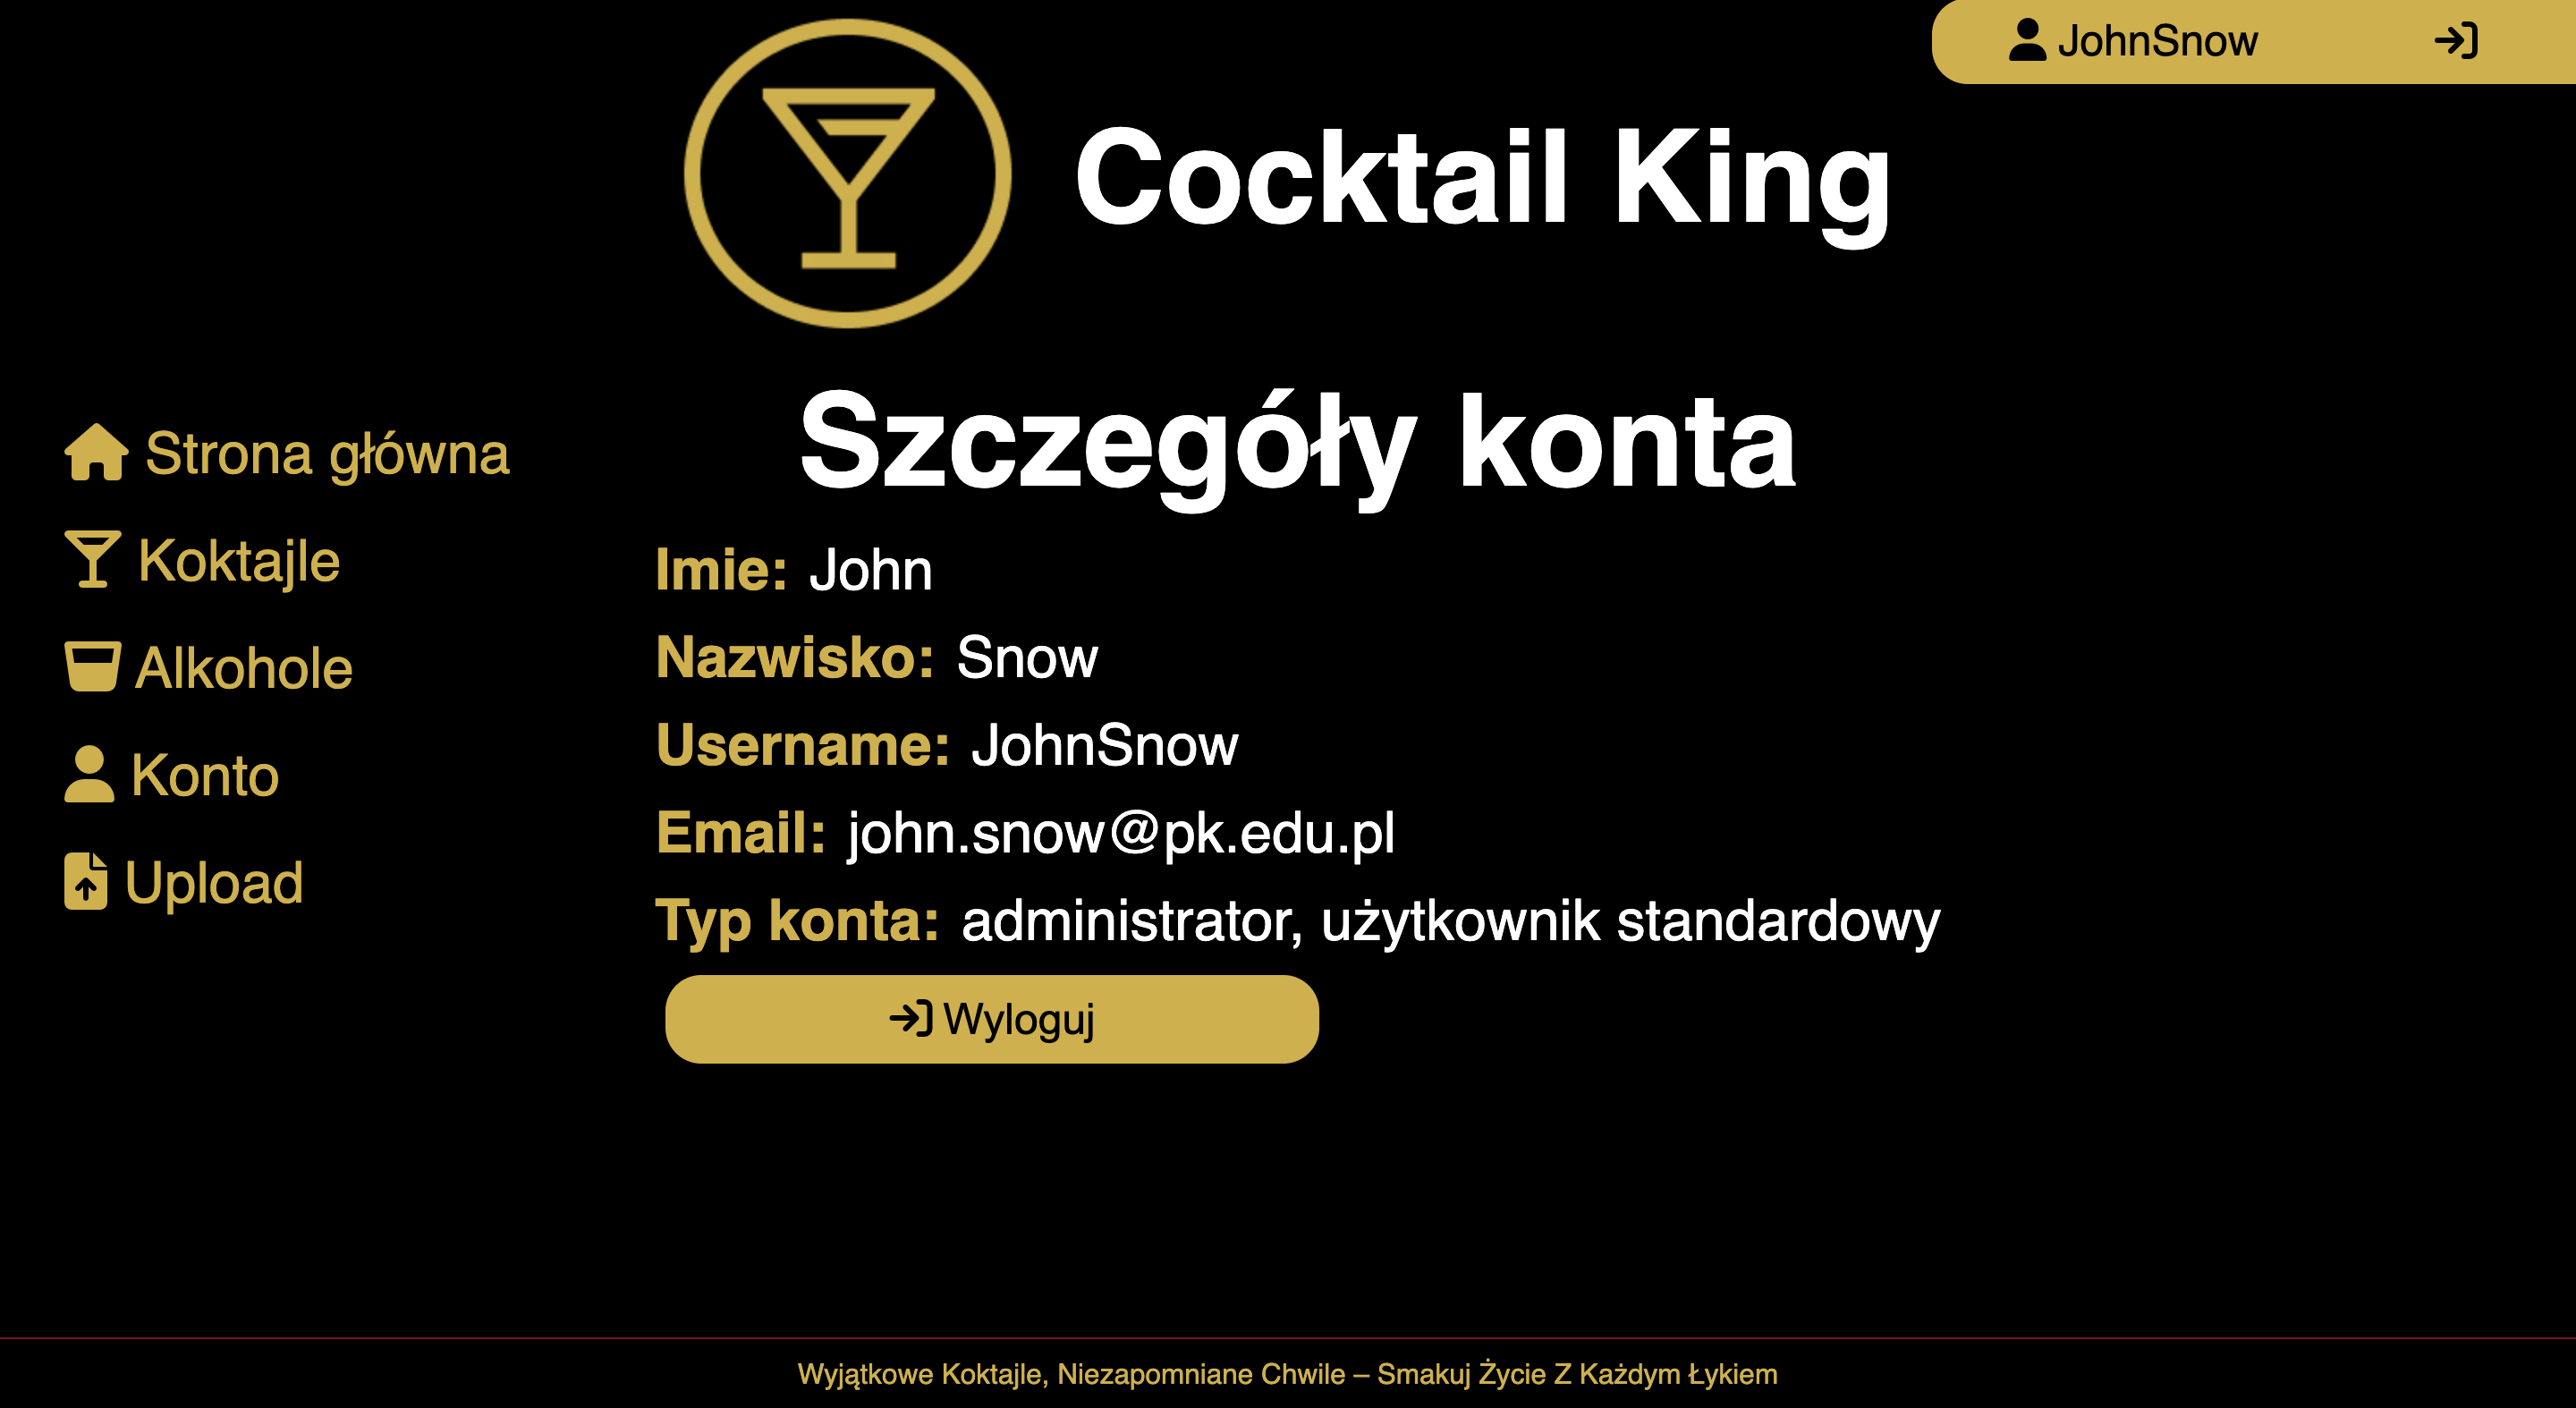 JohnSnow
Cocktail King
Szczegóły konta
Strona główna
Koktajle
Alkohole
Konto
Upload
Imie: John
Nazwisko: Snow
Username: JohnSnow
Email: john.snow@pk.edu.pl
Typ konta: administrator, użytkownik standardowy
Wyloguj
Wyjątkowe Koktajle, Niezapomniane Chwile – Smakuj Życie Z Każdym Łykiem